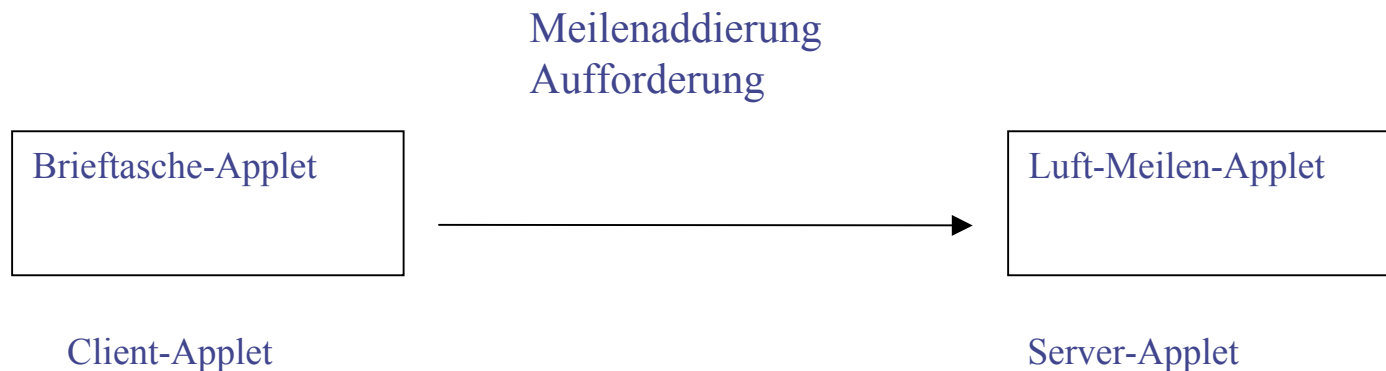 Meilenaddierung
Aufforderung
Brieftasche-Applet
Luft-Meilen-Applet
Client-Applet
Server-Applet